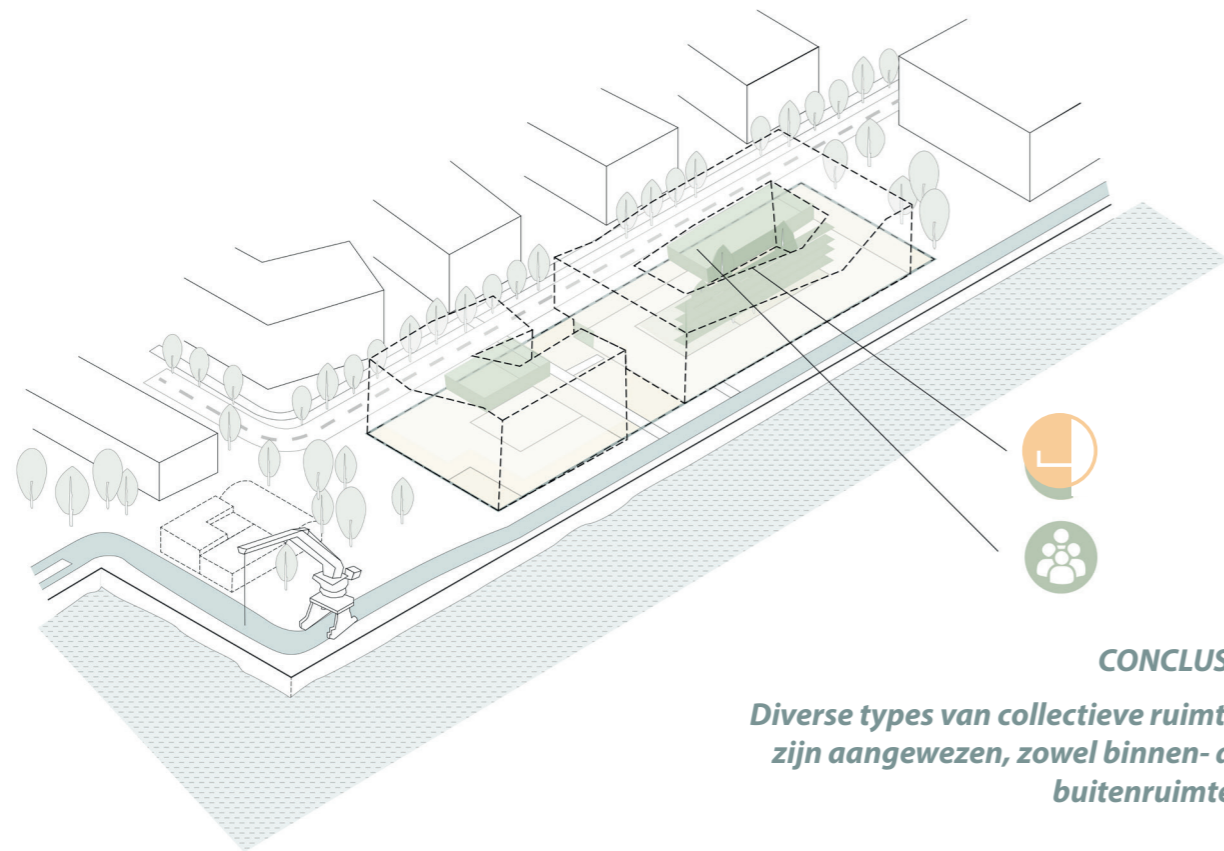 CONCLUS
Diverse types van collectieve ruimt
zijn aangewezen, zowel binnen-
buitenruimte